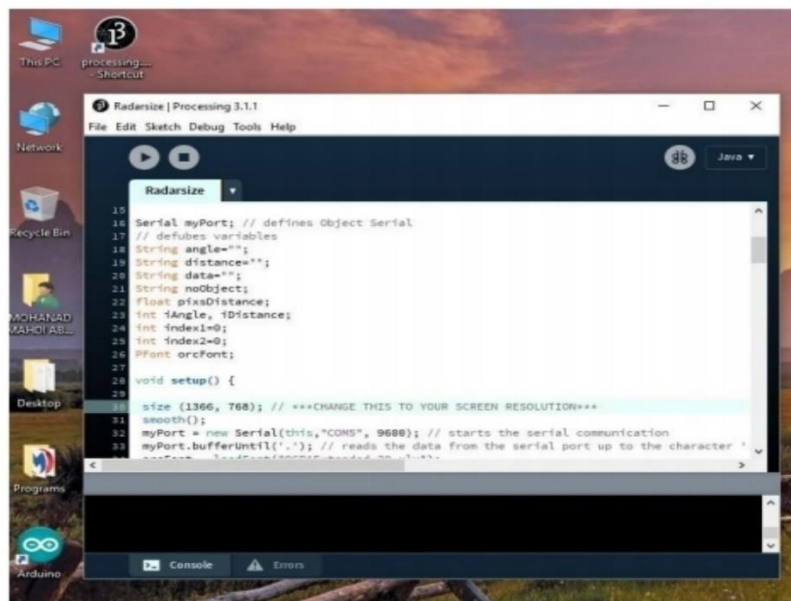 This PC
processing....
- Shortcut
Network
Recycle Bin
MOHANAD
MAHDI AB...
Desktop
Programs
Arduino
Radarsize | Processing 3.1.1
File Edit Sketch Debug Tools Help
Java
Radarsize
15
16 Serial myPort; // defines Object Serial
17 // defubes variables
18 String angle="";
19 String distance="";
20 String data="";
21 String noObject;
22 float pixsDistance;
23 int iAngle, iDistance;
24 int index1=0;
25 int index2=0;
26 PFont orcFont;
27
28 void setup() {
29
30 size (1366, 768); // ***CHANGE THIS TO YOUR SCREEN RESOLUTION***
31 smooth();
32 myPort = new Serial(this,"COM5", 9600); // starts the serial communication
33 myPort.bufferUntil('.'); // reads the data from the serial port up to the character '
Console
Errors